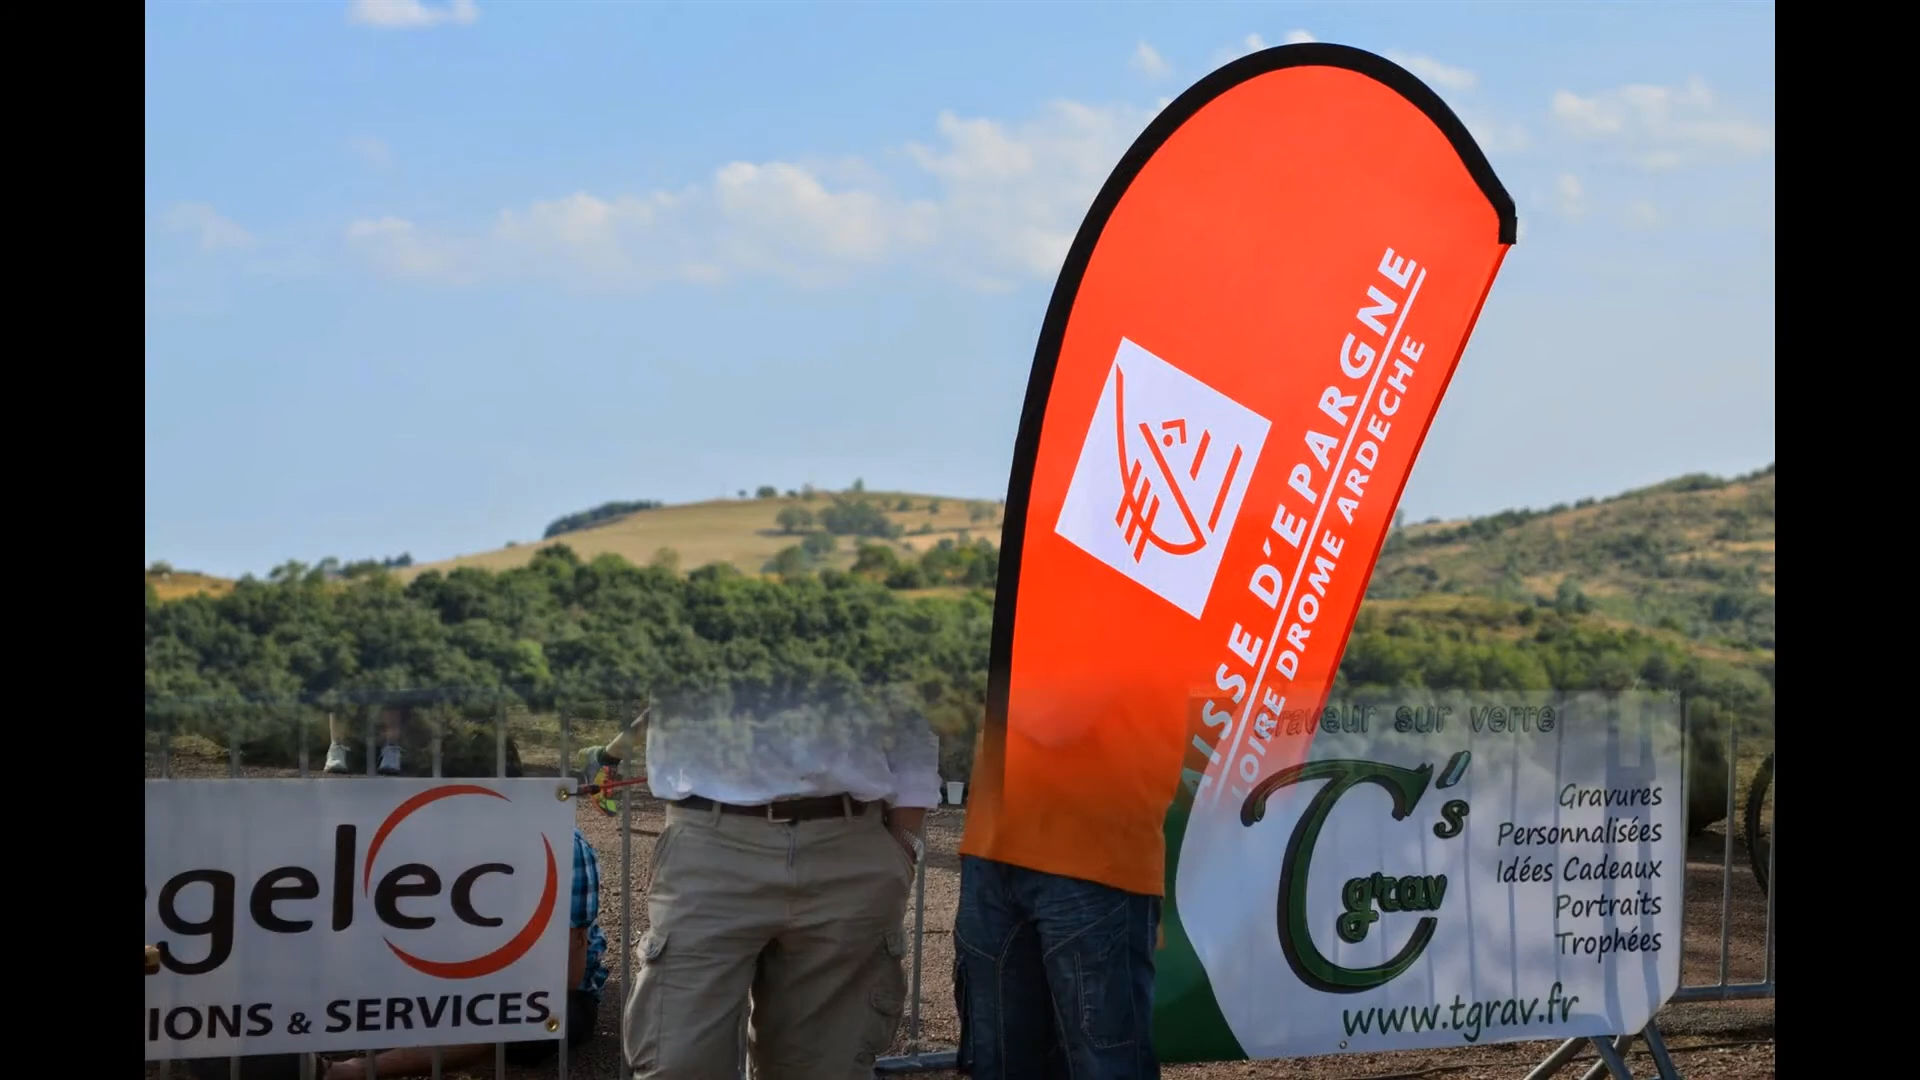 AISSE D'EPARGNE
LOIRE DROME ARDECHE
gelec
IONS & SERVICES
Graveur sur verre
T's
grav
Gravures
Personnalisées
Idées Cadeaux
Portraits
Trophées
www.tgrav.fr